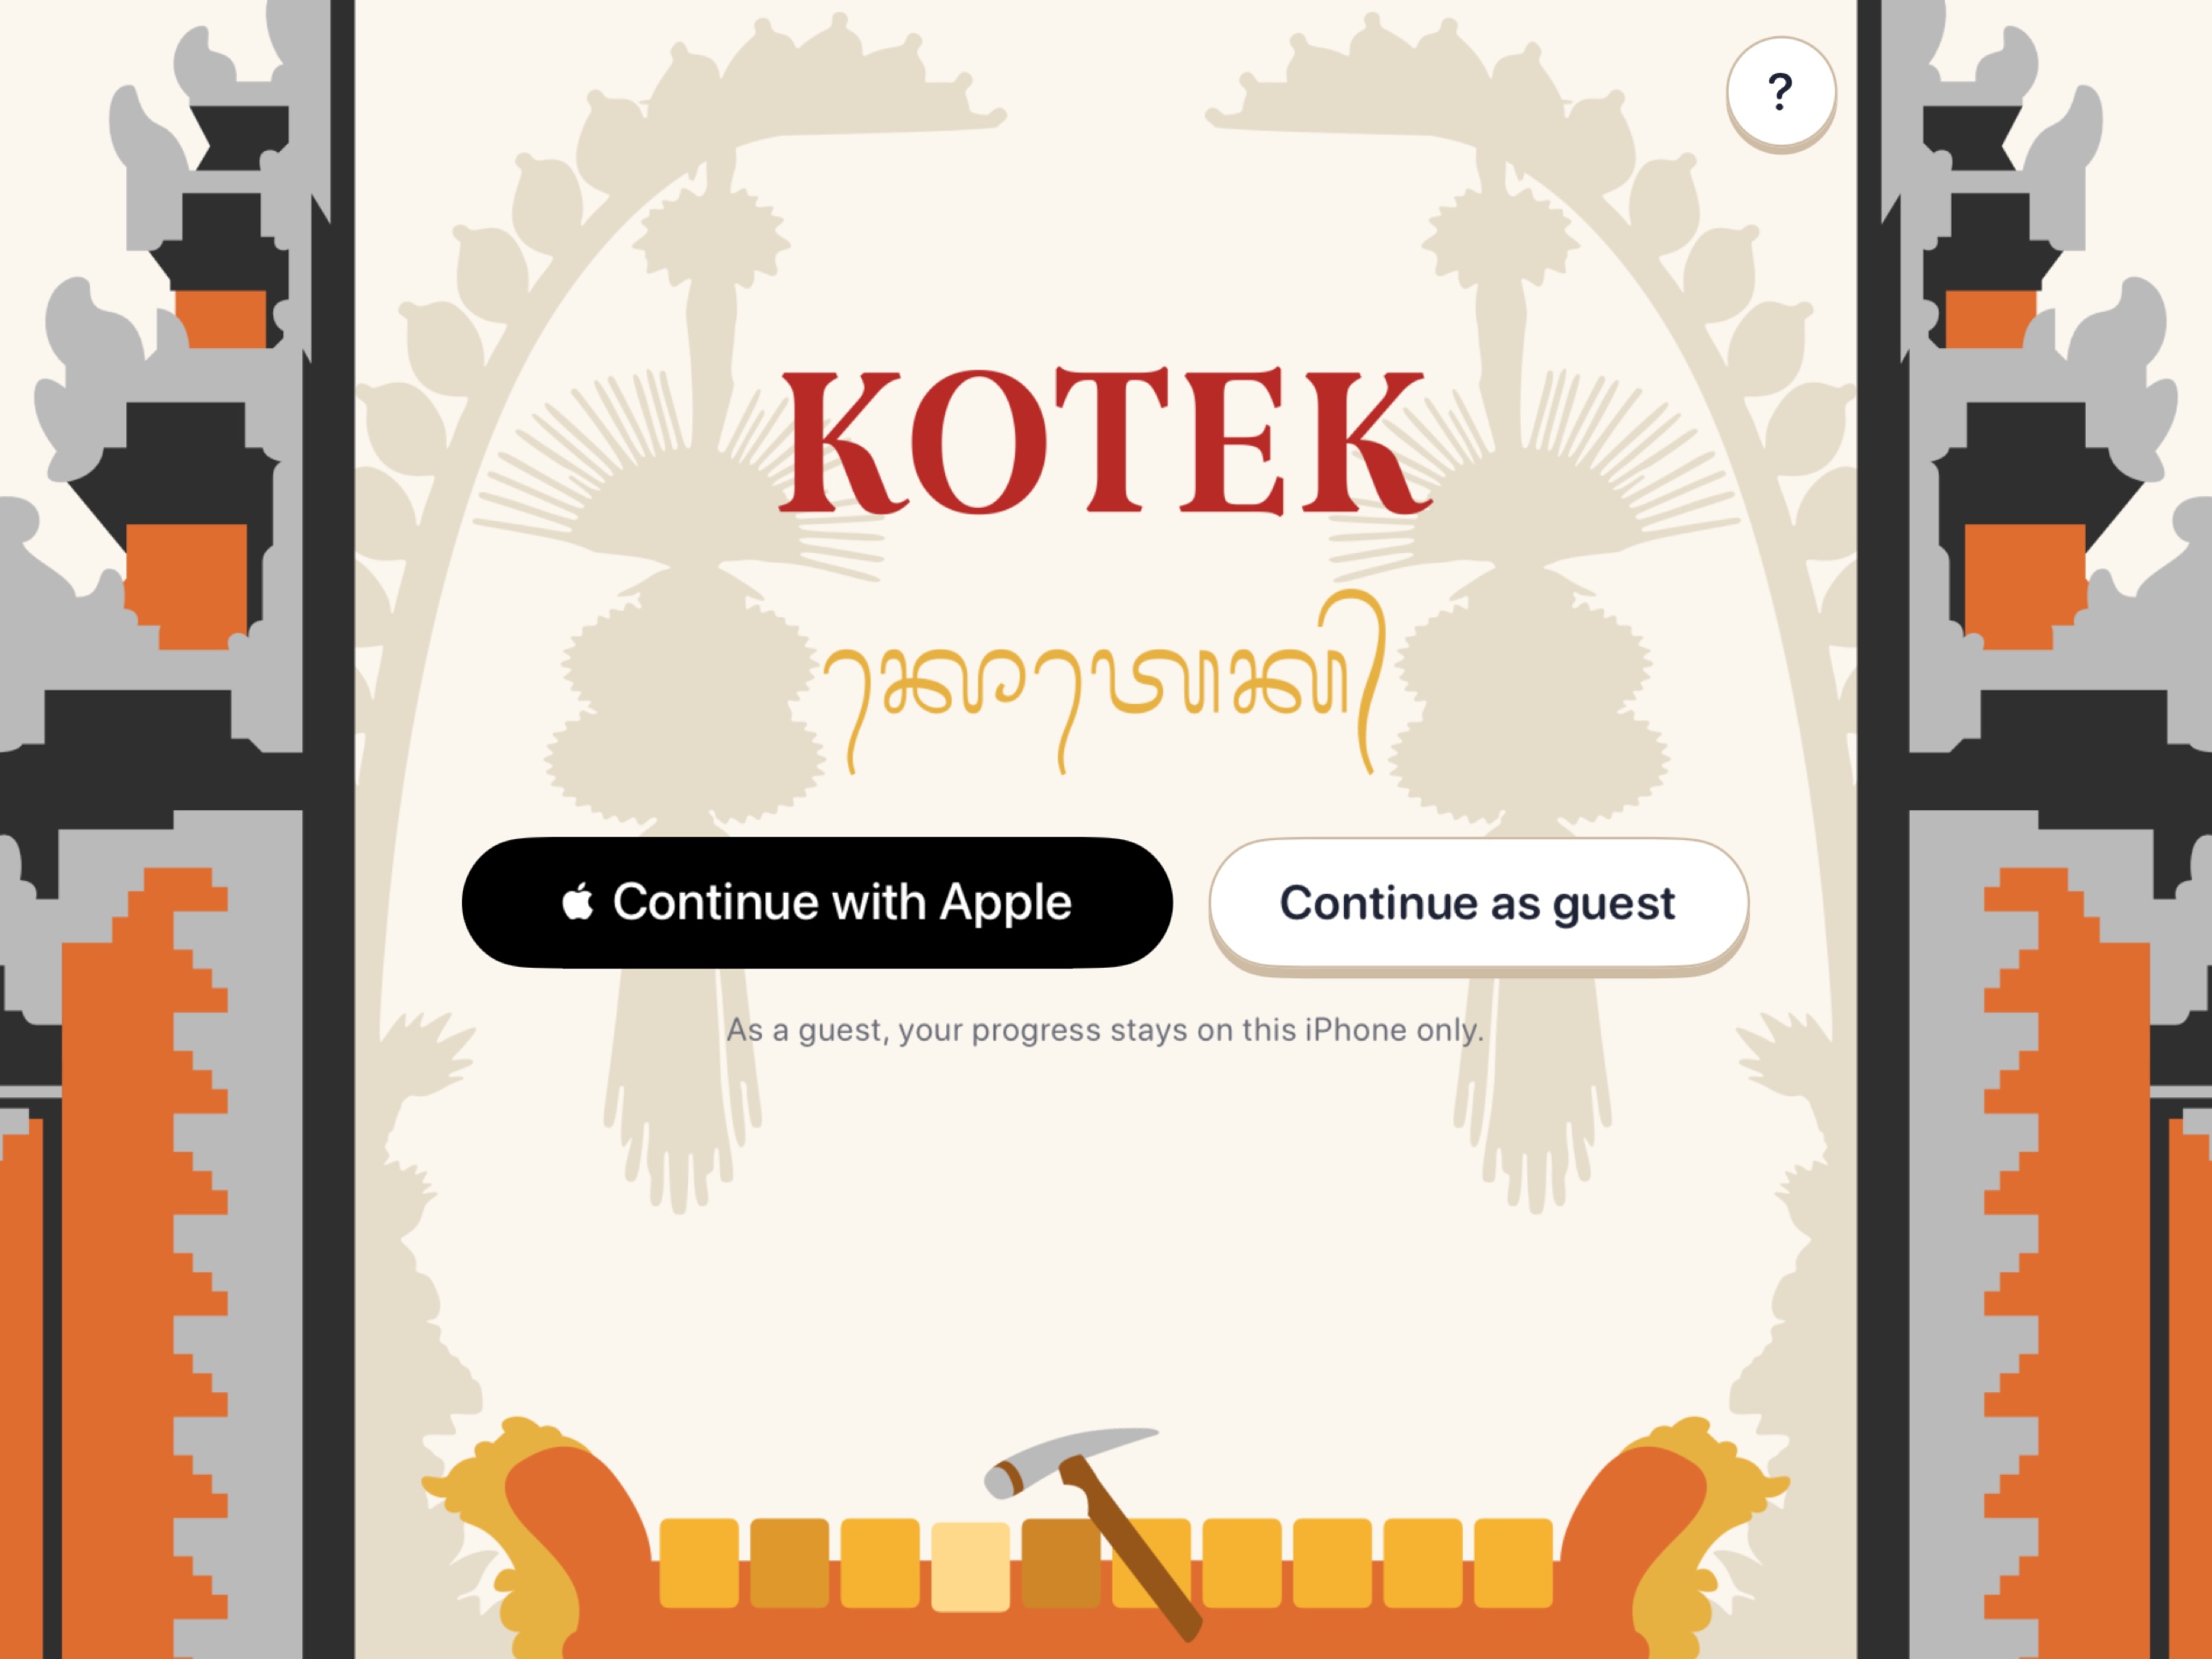 ?
KOTEK
ᬓᭀᬢᬾᬓ᭄
Continue with Apple
Continue as guest
As a guest, your progress stays on this iPhone only.